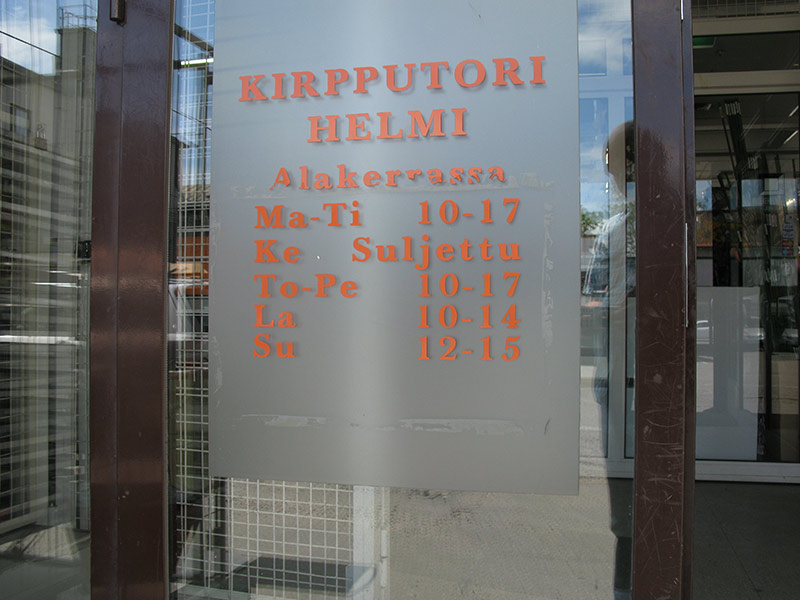 KIRPPUTORI
HELMI
Alakerrassa
Ma-Ti 10-17
Ke Suljettu
To-Pe 10-17
La 10-14
Su 12-15